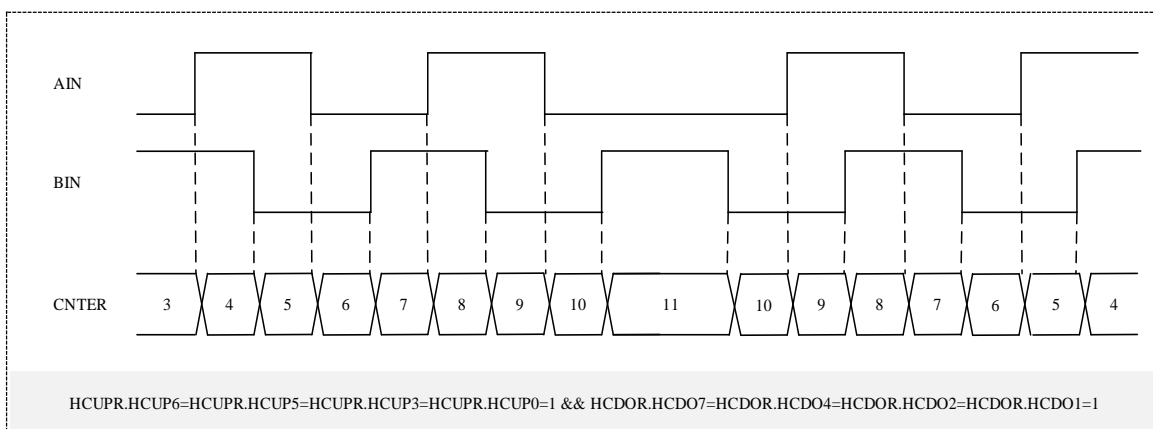 AIN
BIN
CNTER 3 4 5 6 7 8 9 10 11 10 9 8 7 6 5 4
HCUPR.HCUP6=HCUPR.HCUP5=HCUPR.HCUP3=HCUPR.HCUP0=1 && HCDOR.HCDO7=HCDOR.HCDO4=HCDOR.HCDO2=HCDOR.HCDO1=1